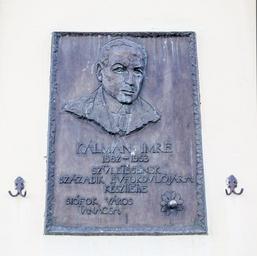 KÁLMÁN IMRE
1882-1953
SZÜLETÉSÉNEK
SZÁZADIK ÉVFORDULÓJÁRA
KÉSZÍTETTE
SIÓFOK VÁROS
TANÁCSA